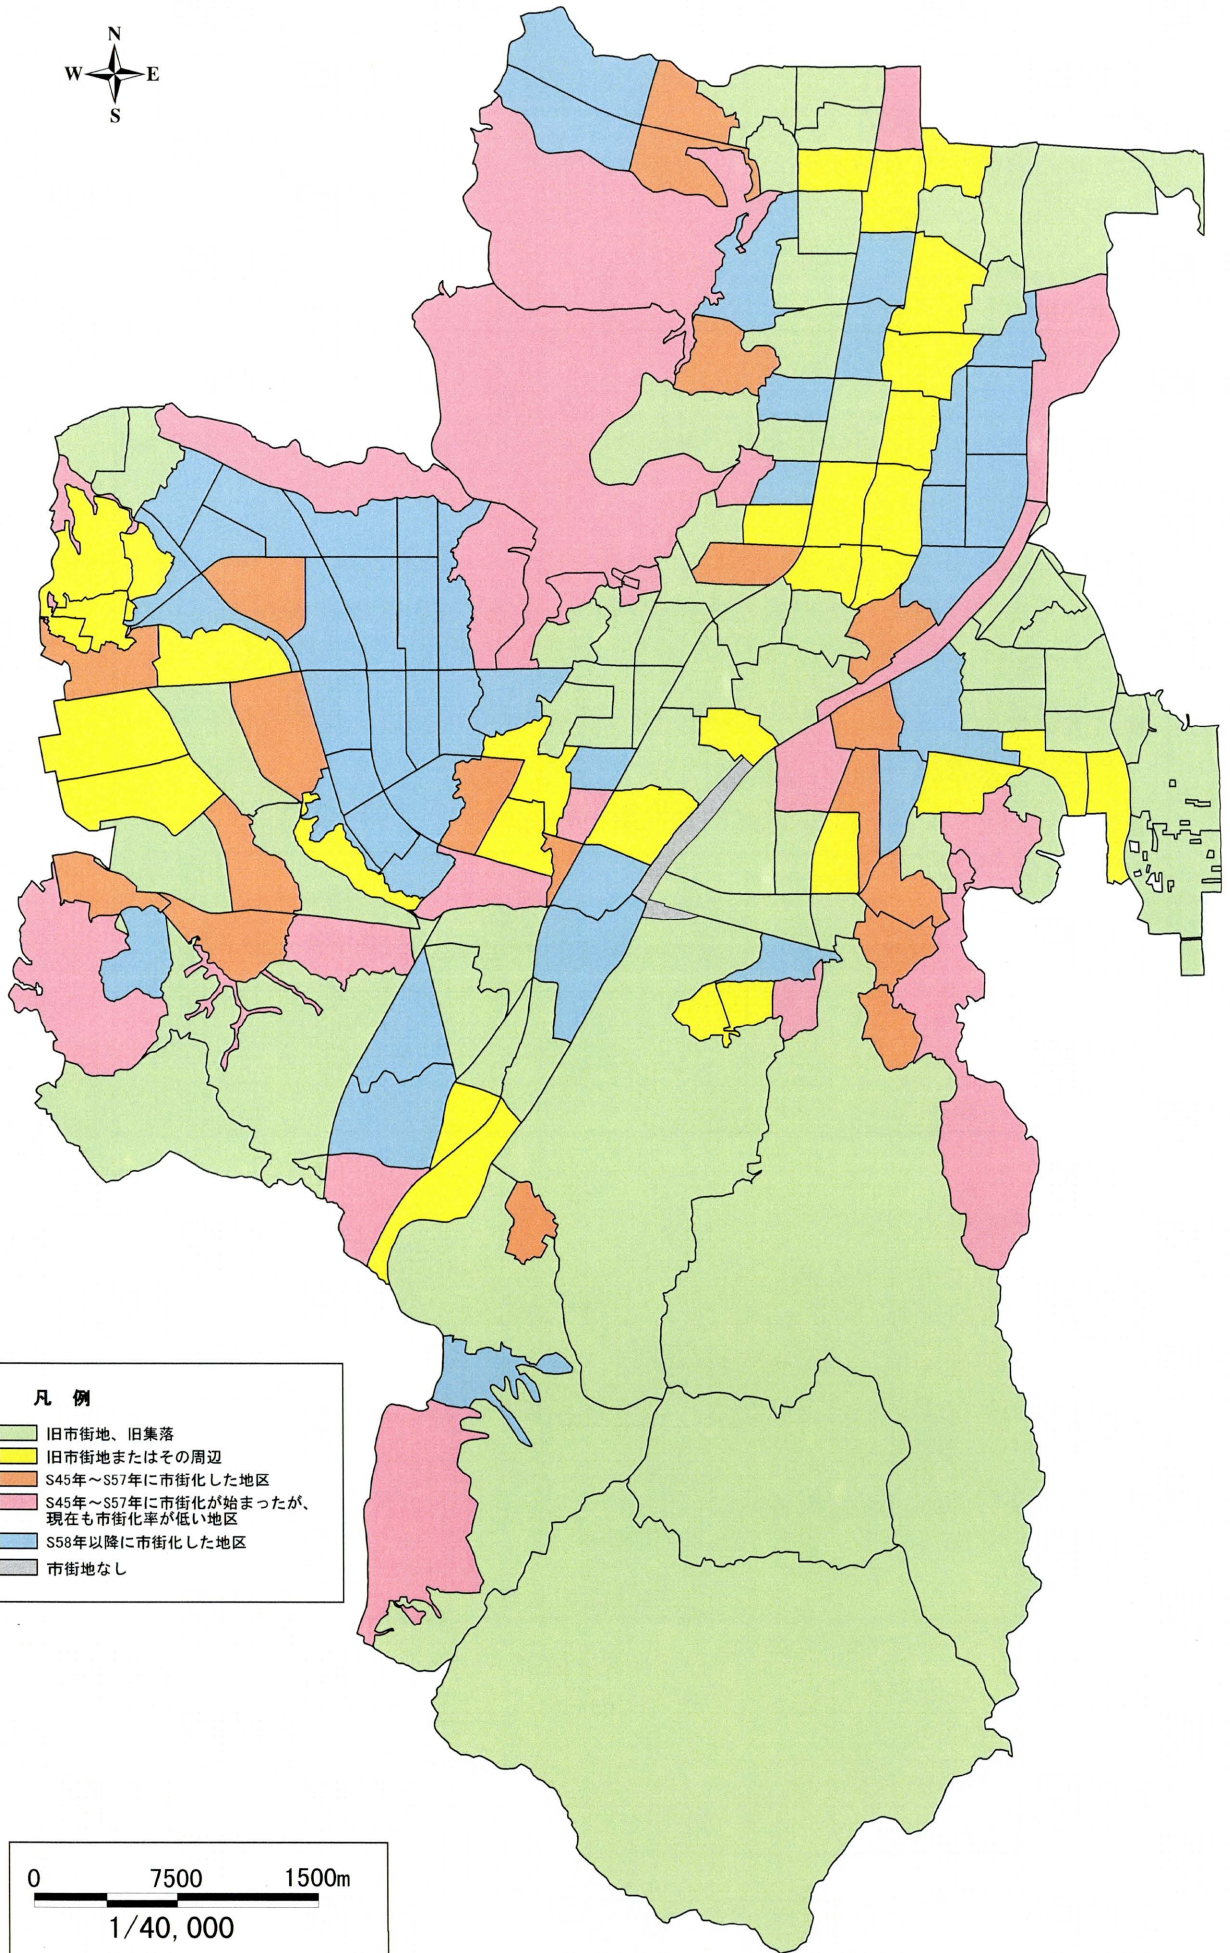 N
W E
S
凡 例
旧市街地、旧集落
旧市街地またはその周辺
S45年～S57年に市街化した地区
S45年～S57年に市街化が始まったが、
現在も市街化率が低い地区
S58年以降に市街化した地区
市街地なし
0 7500 1500m
1/40,000